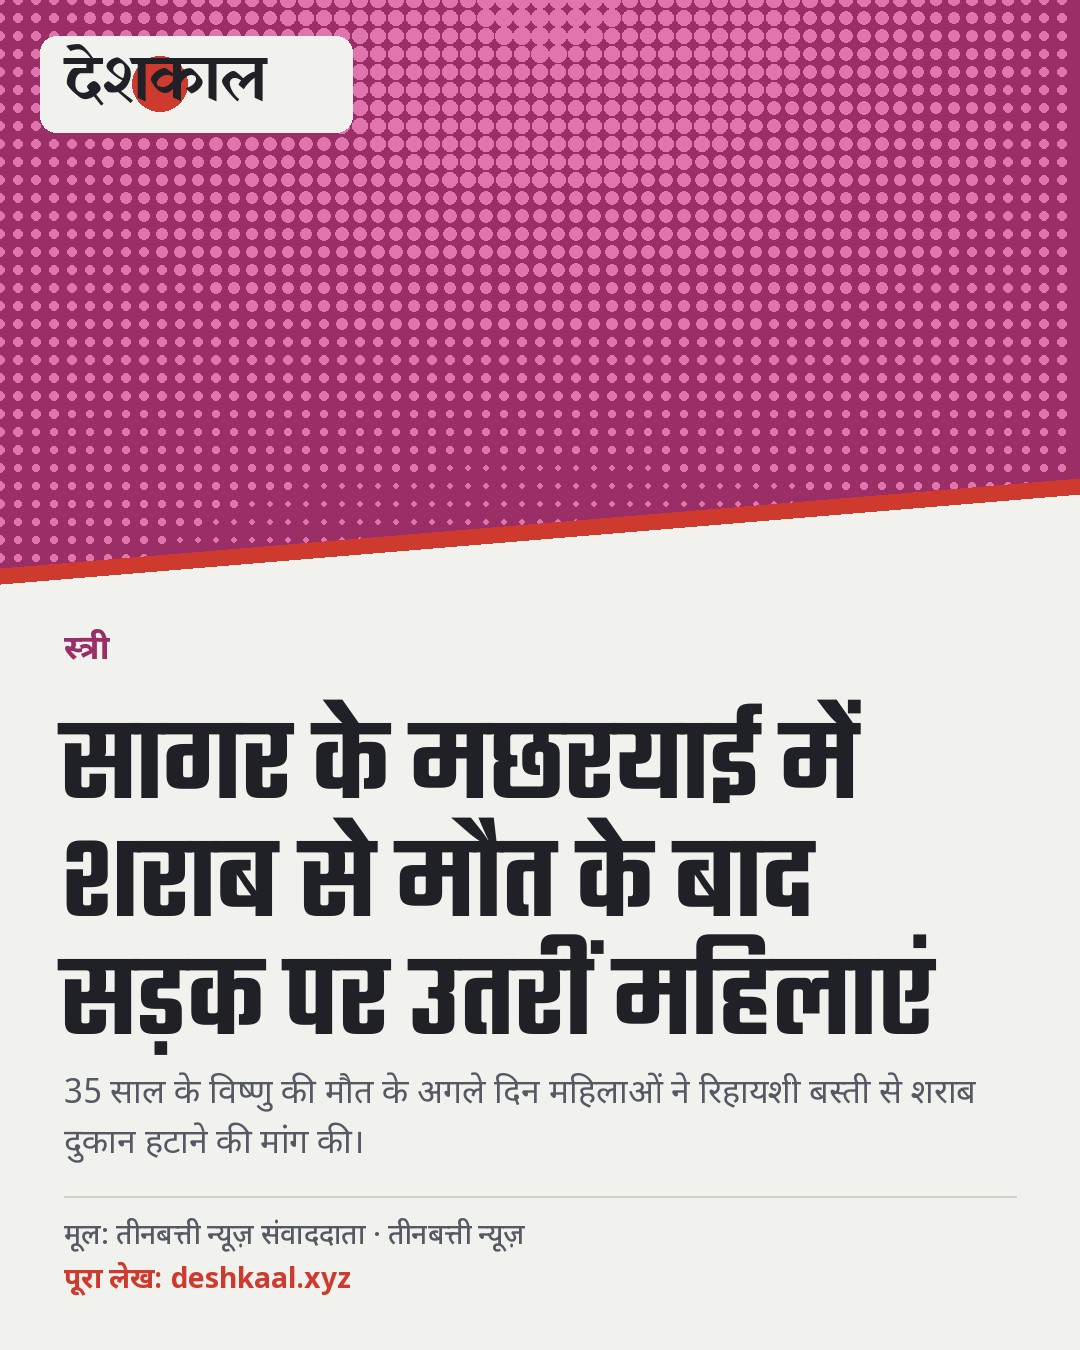 देशकाल
स्त्री
सागर के मछरयाई में
शराब से मौत के बाद
सड़क पर उतरीं महिलाएं
35 साल के विष्णु की मौत के अगले दिन महिलाओं ने रिहायशी बस्ती से शराब
दुकान हटाने की मांग की।
मूल: तीनबत्ती न्यूज़ संवाददाता · तीनबत्ती न्यूज़
पूरा लेख: deshkaal.xyz